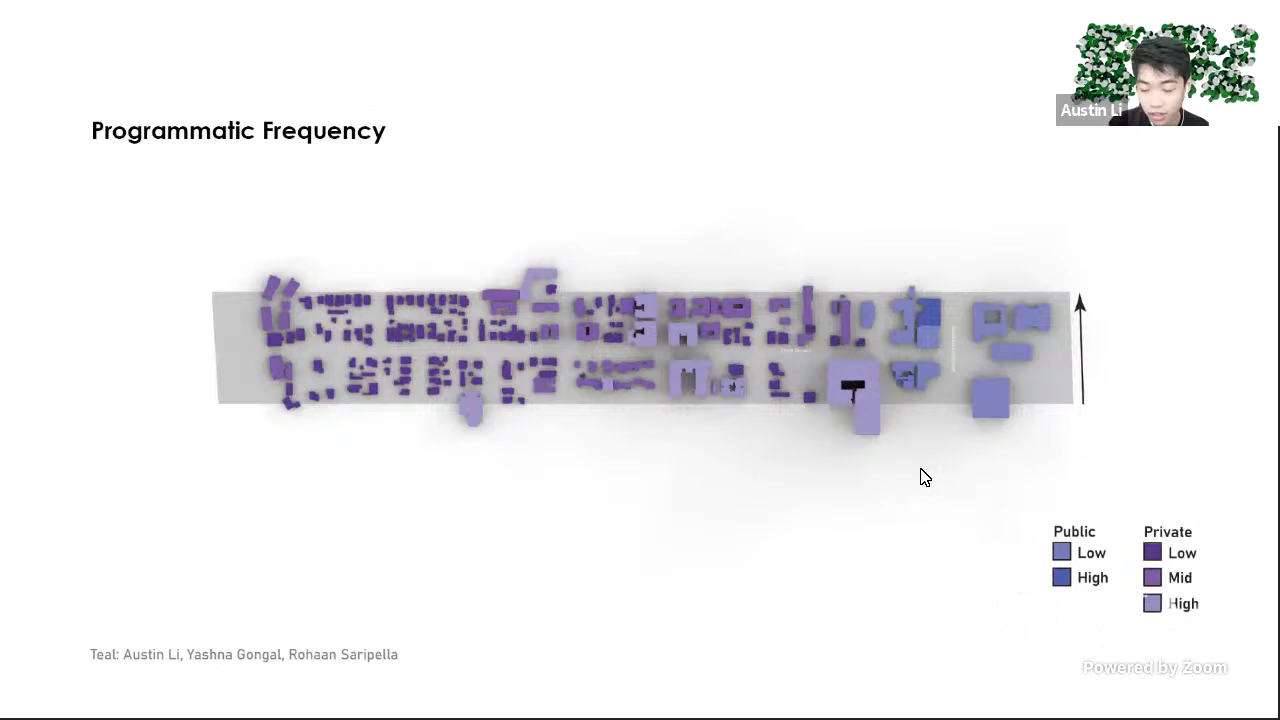 Austin Li
Programmatic Frequency
Public
Low
High
Private
Low
Mid
High
Teal: Austin Li, Yashna Gongal, Rohaan Saripella
Powered by Zoom